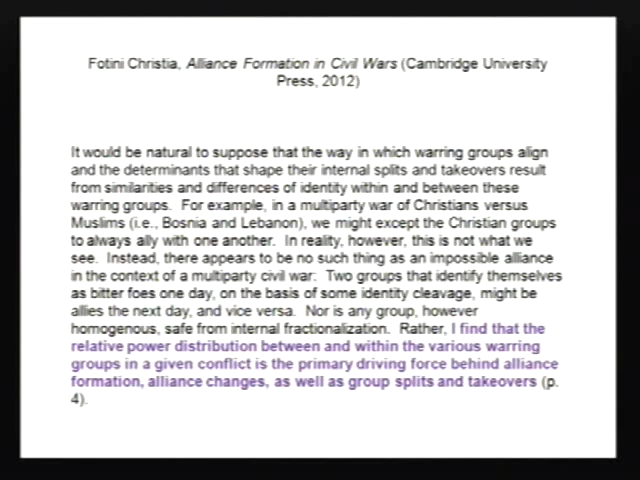 Fotini Christia, Alliance Formation in Civil Wars (Cambridge University
Press, 2012)
It would be natural to suppose that the way in which warring groups align
and the determinants that shape their internal splits and takeovers result
from similarities and differences of identity within and between these
warring groups. For example, in a multiparty war of Christians versus
Muslims (i.e., Bosnia and Lebanon), we might except the Christian groups
to always ally with one another. In reality, however, this is not what we
see. Instead, there appears to be no such thing as an impossible alliance
in the context of a multiparty civil war: Two groups that identify themselves
as bitter foes one day, on the basis of some identity cleavage, might be
allies the next day, and vice versa. Nor is any group, however
homogenous, safe from internal fractionalization. Rather, I find that the
relative power distribution between and within the various warring
groups in a given conflict is the primary driving force behind alliance
formation, alliance changes, as well as group splits and takeovers (p.
4).